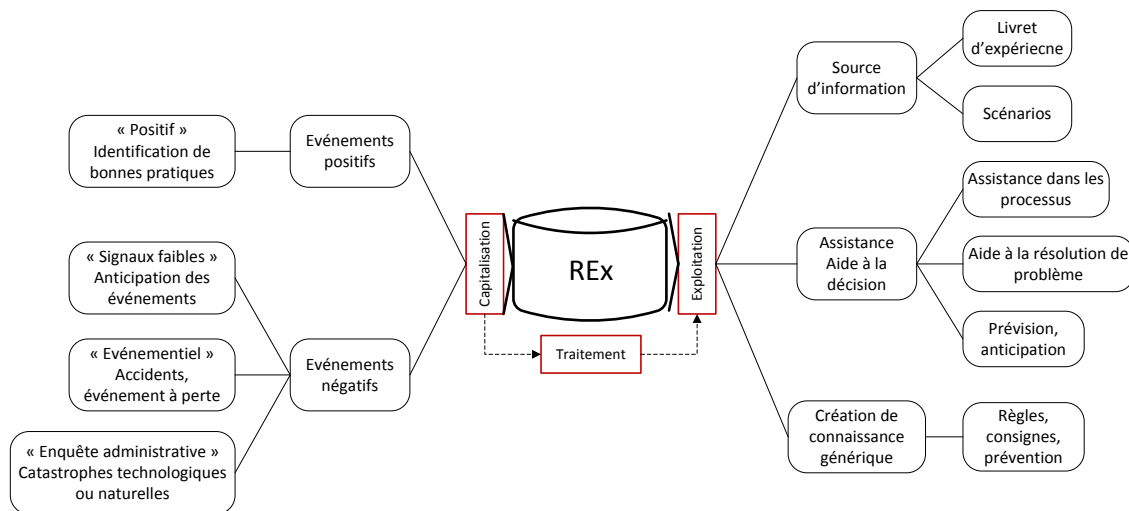 « Positif »
Identification de
bonnes pratiques
Evénements
positifs
« Signaux faibles »
Anticipation des
événements
« Evénementiel »
Accidents,
événement à perte
« Enquête administrative »
Catastrophes technologiques
ou naturelles
Evénements
négatifs
Capitalisation
REx
Exploitation
Traitement
Source
d’information
Livret
d’expériecne
Scénarios
Assistance
Aide à la
décision
Assistance dans les
processus
Aide à la résolution de
problème
Prévision,
anticipation
Création de
connaissance
générique
Règles,
consignes,
prévention